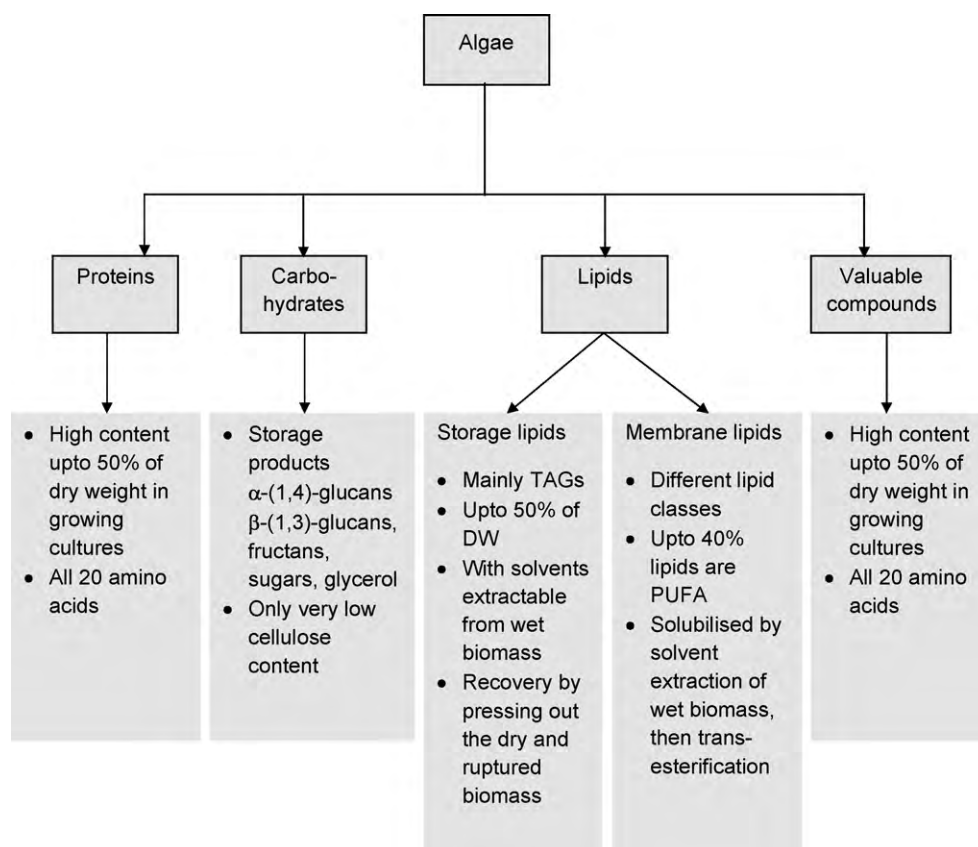 Algae
Proteins
Carbo-
hydrates
Lipids
Valuable
compounds
• High content
upto 50% of
dry weight in
growing
cultures
• All 20 amino
acids
• Storage
products
α-(1,4)-glucans
β-(1,3)-glucans,
fructans,
sugars, glycerol
• Only very low
cellulose
content
Storage lipids
• Mainly TAGs
• Upto 50% of
DW
• With solvents
extractable
from wet
biomass
• Recovery by
pressing out
the dry and
ruptured
biomass
Membrane lipids
• Different lipid
classes
• Upto 40%
lipids are
PUFA
• Solubilised by
solvent
extraction of
wet biomass,
then trans-
esterification
• High content
upto 50% of
dry weight in
growing
cultures
• All 20 amino
acids